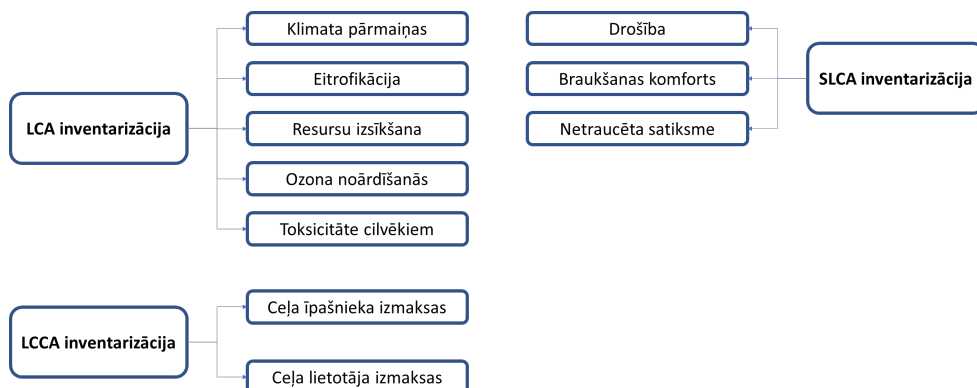 LCA inventarizācija
Klimata pārmaiņas
Eitrofikācija
Resursu izsīkšana
Ozona noārdīšanās
Toksicitāte cilvēkiem
Drošība
Braukšanas komforts
Netraucēta satiksme
SLCA inventarizācija
LCCA inventarizācija
Ceļa īpašnieka izmaksas
Ceļa lietotāja izmaksas